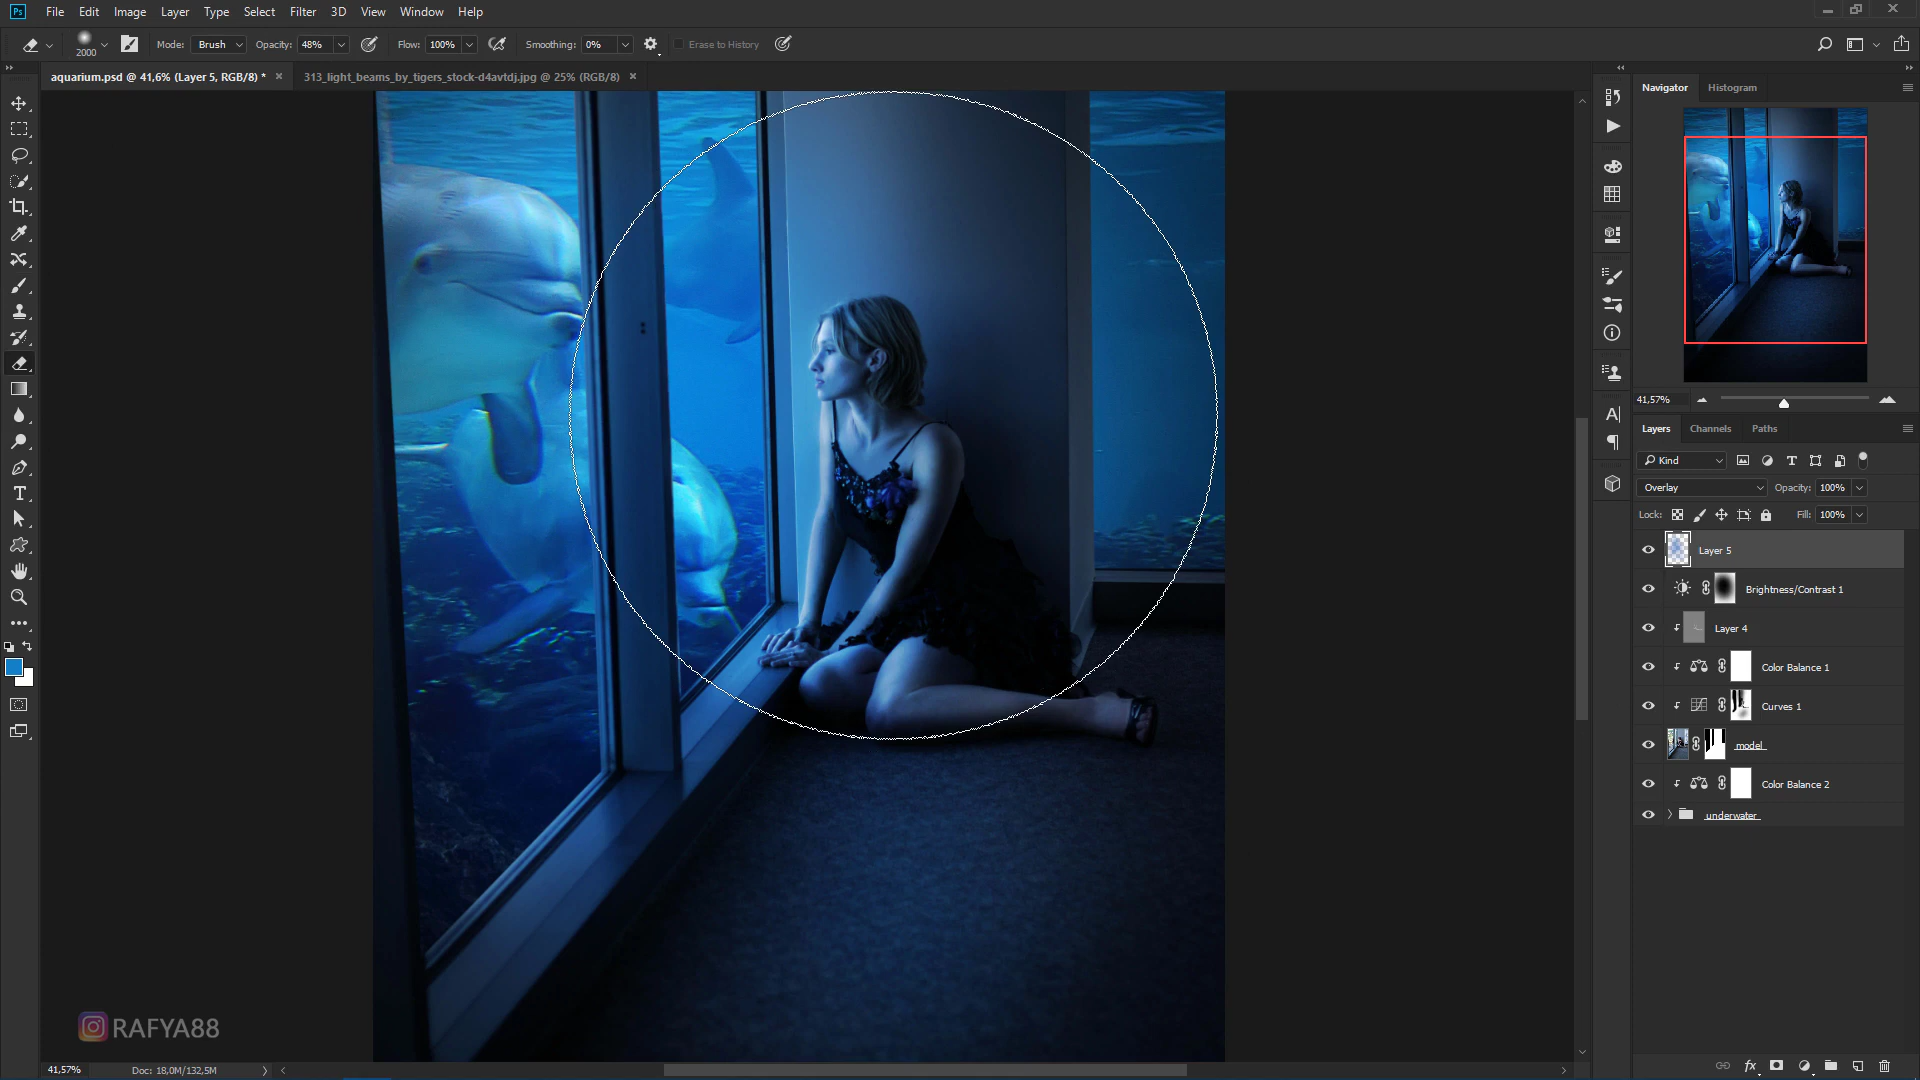 Ps File Edit Image Layer Type Select Filter 3D View Window Help
2000 Mode: Brush Opacity: 48% Flow: 100% Smoothing: 0% Erase to History
aquarium.psd @ 41,6% (Layer 5, RGB/8) * × 313_light_beams_by_tigers_stock-d4avtdj.jpg @ 25% (RGB/8) ×
Navigator Histogram
41,57%
Layers Channels Paths
Kind
Overlay Opacity: 100%
Lock: Fill: 100%
Layer 5
Brightness/Contrast 1
Layer 4
Color Balance 1
Curves 1
model
Color Balance 2
underwater
RAFYA88
41,57% Doc: 18,0M/132,5M
fx